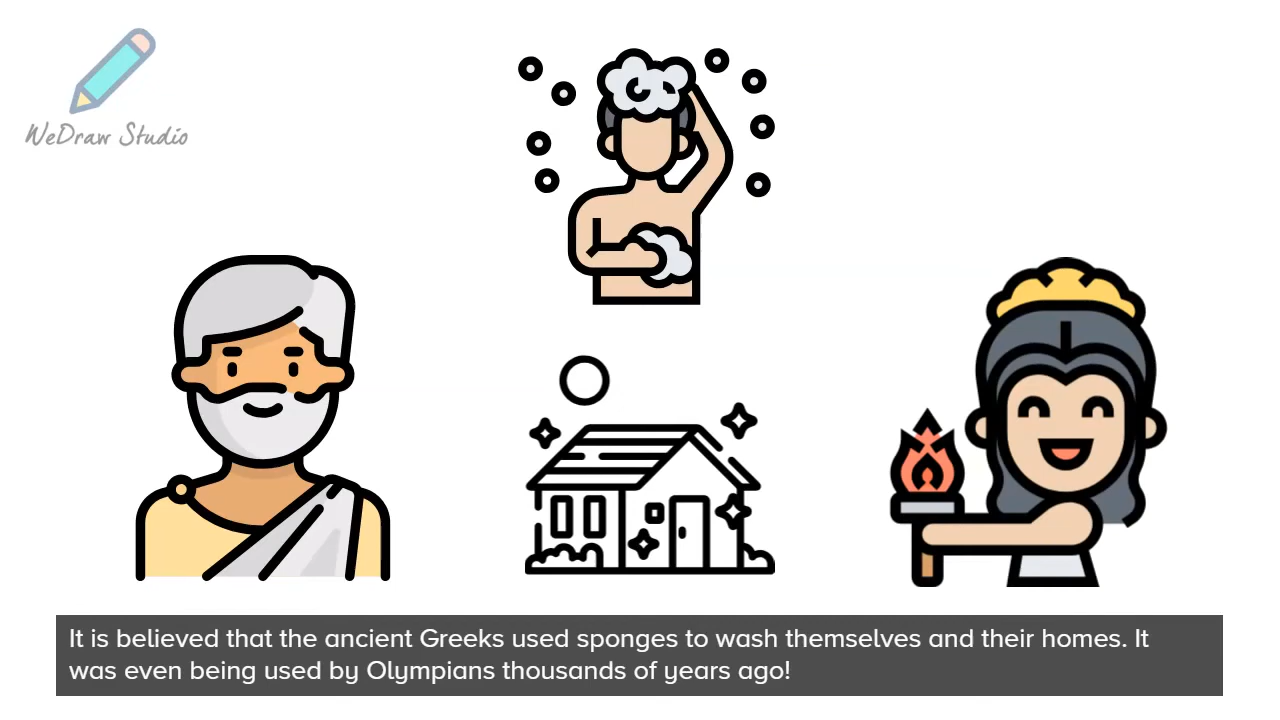 WeDraw Studio
It is believed that the ancient Greeks used sponges to wash themselves and their homes. It
was even being used by Olympians thousands of years ago!